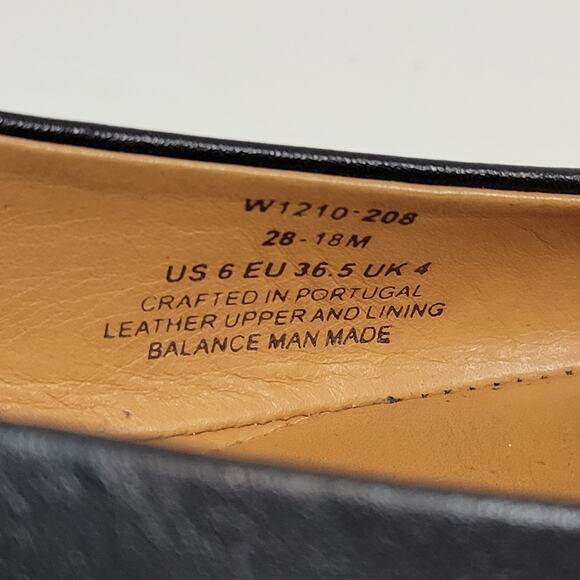 W1210-208
28-18M
US 6 EU 36.5 UK 4
CRAFTED IN PORTUGAL
LEATHER UPPER AND LINING
BALANCE MAN MADE